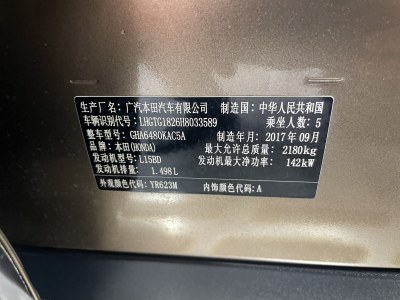 生产厂名：广汽本田汽车有限公司 制造国：中华人民共和国
车辆识别代号：LHGTG1826H8033589 乘坐人数：5
整车型号：GHA6480KAC5A 制造年月：2017年09月
品牌：本田(HONDA) 最大允许总质量：2180kg
发动机型号：L15BD 发动机最大净功率：142kW
发动机排量：1.498L
外观颜色代码：YR623M 内饰颜色代码：A